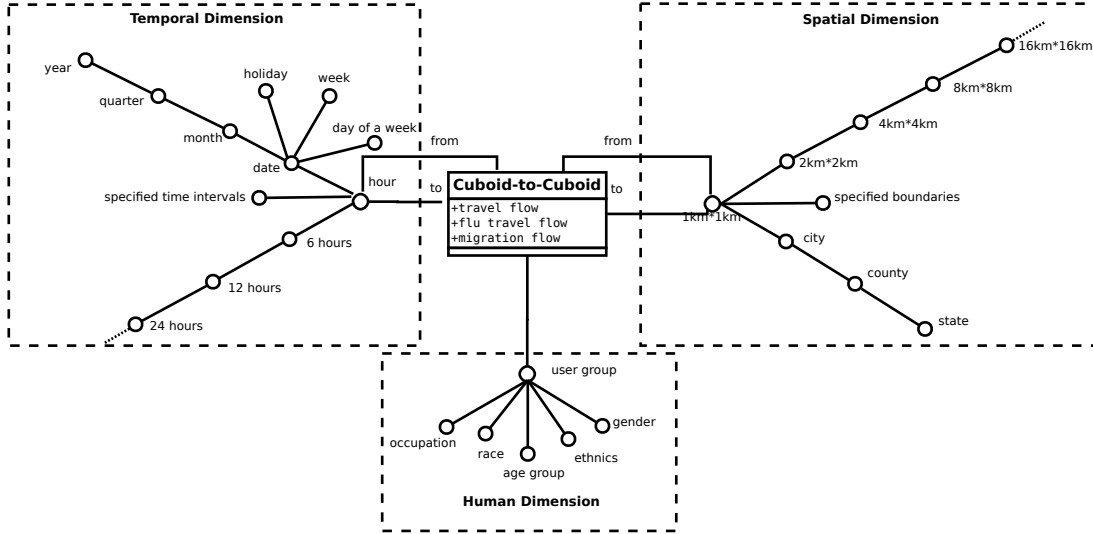 Temporal Dimension
Spatial Dimension
year
quarter
month
holiday
week
day of a week
date
hour
specified time intervals
6 hours
12 hours
24 hours
from
to
Cuboid-to-Cuboid
+travel flow
+flu travel flow
+migration flow
from
to
16km*16km
8km*8km
4km*4km
2km*2km
specified boundaries
1km*1km
city
county
state
user group
occupation
race
age group
ethnics
gender
Human Dimension